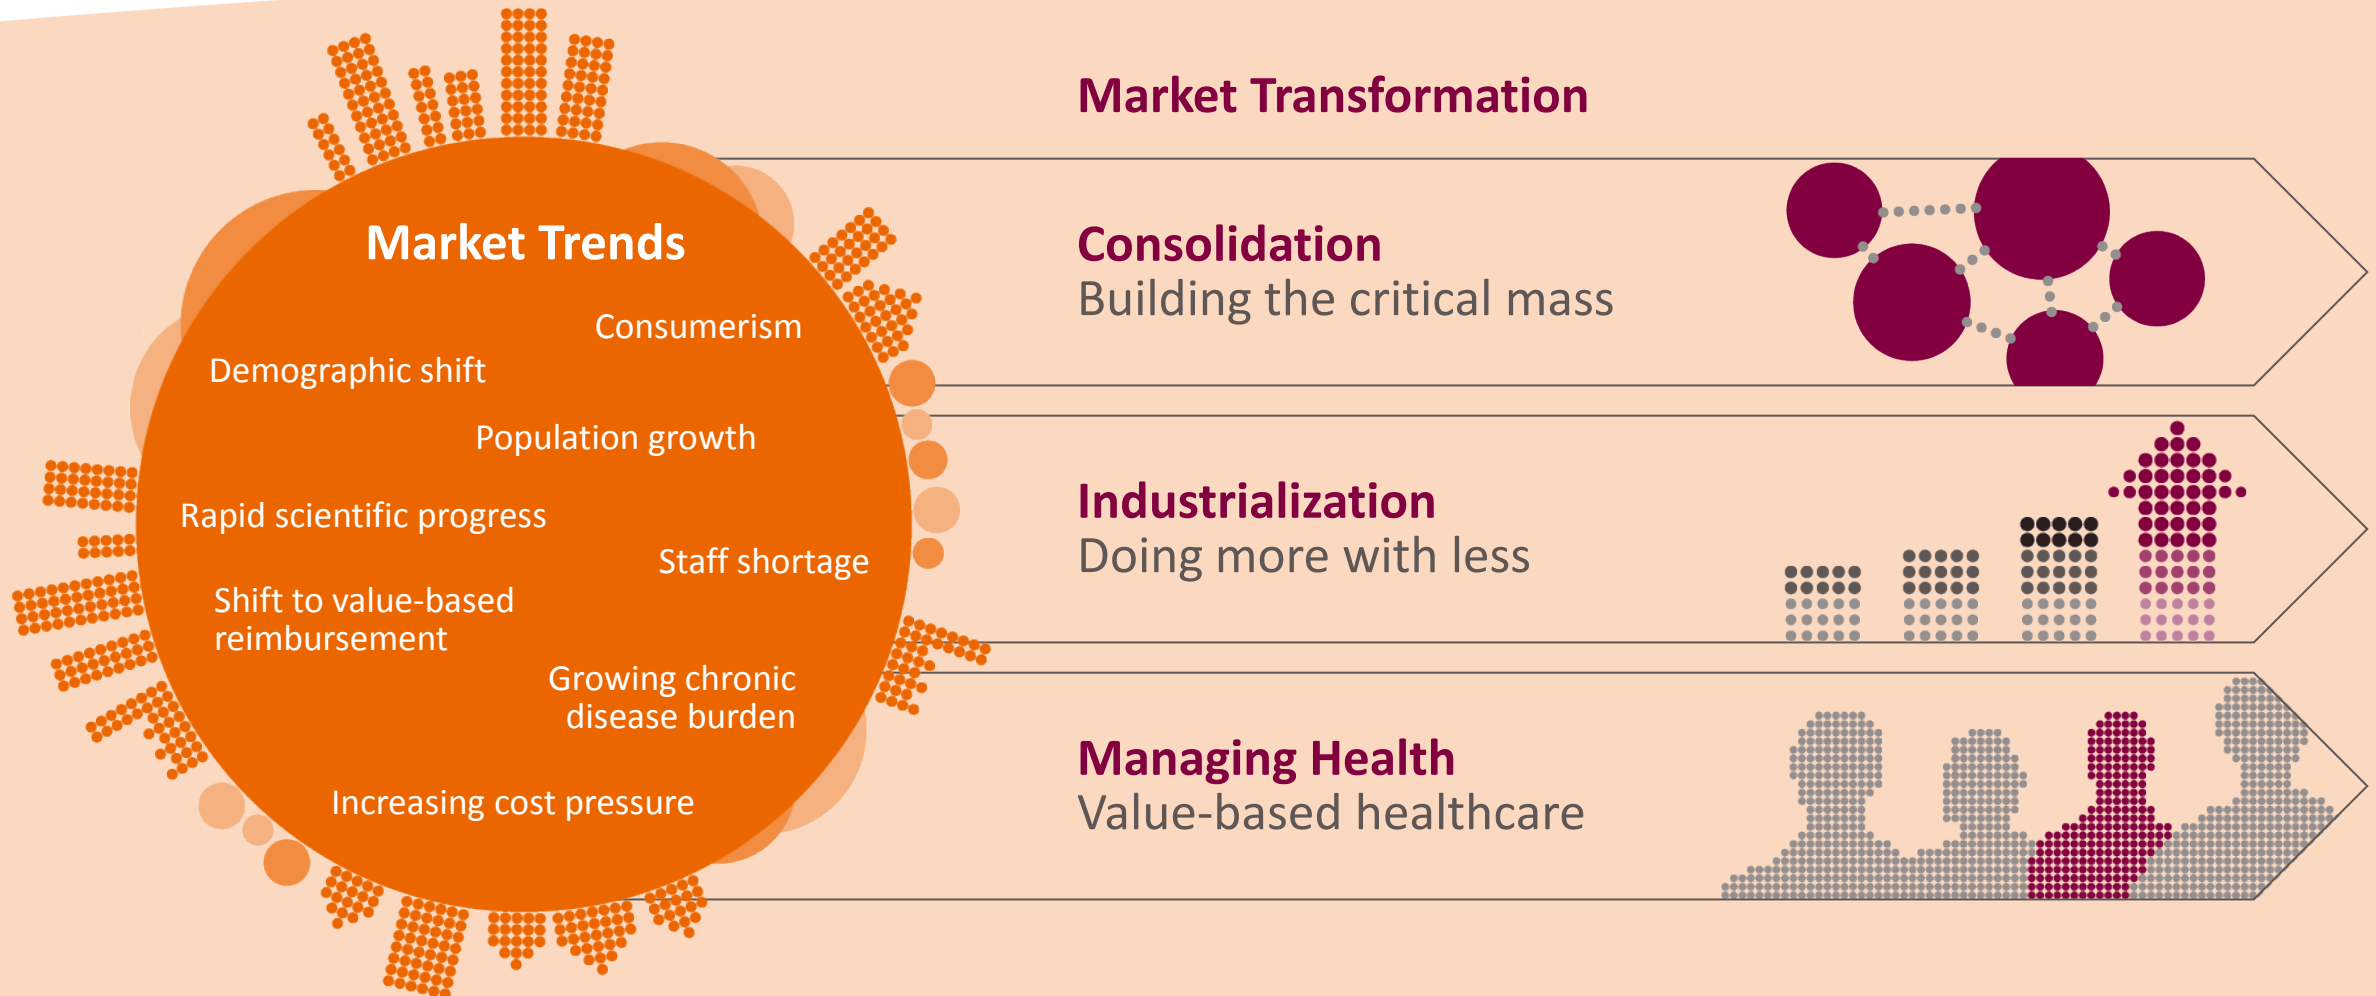 Market Trends
Consumerism
Demographic shift
Population growth
Rapid scientific progress
Staff shortage
Shift to value-based
reimbursement
Growing chronic
disease burden
Increasing cost pressure
Market Transformation
Consolidation
Building the critical mass
Industrialization
Doing more with less
Managing Health
Value-based healthcare